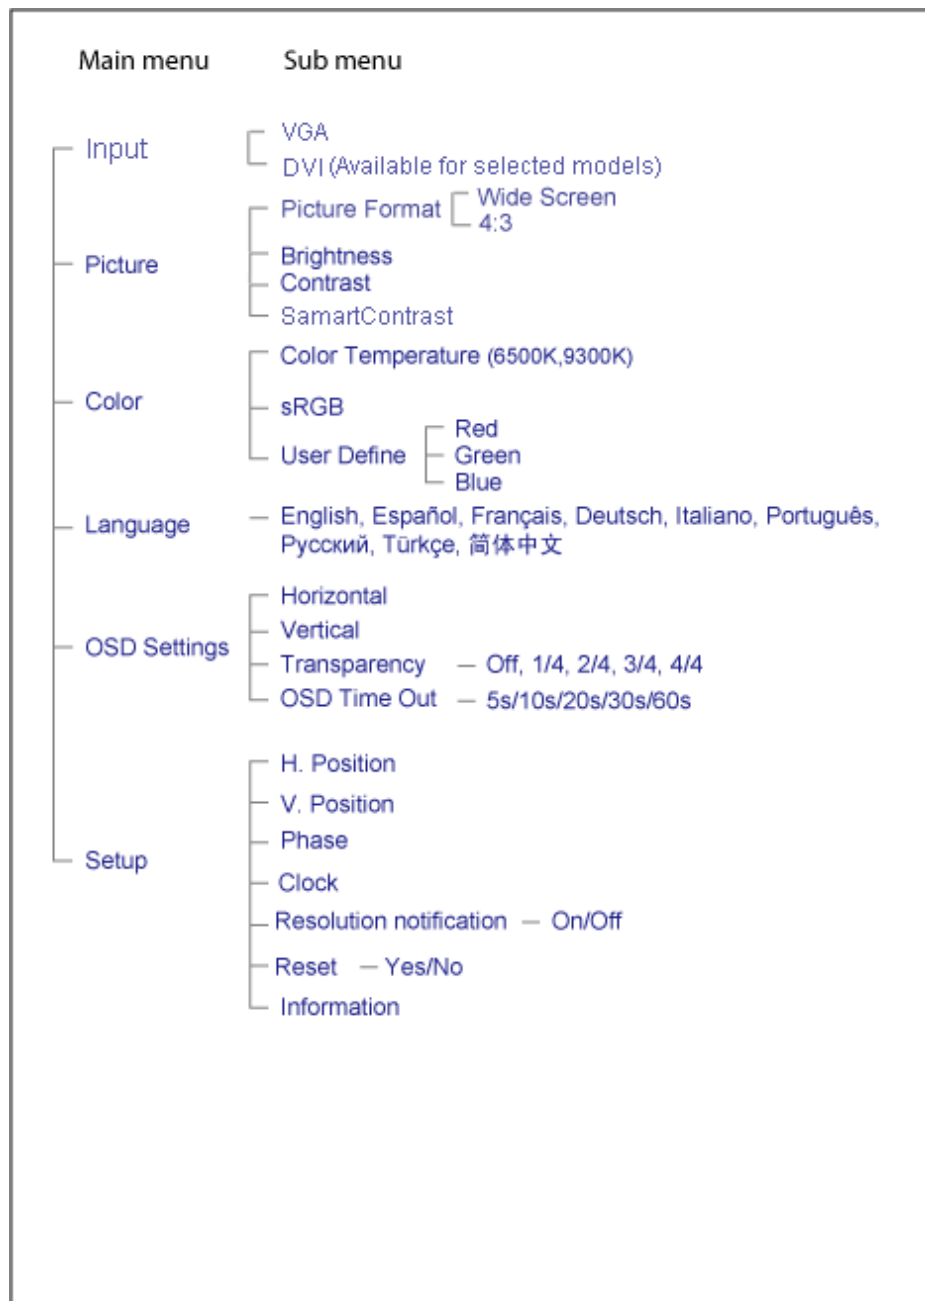 Main menu Sub menu
Input
VGA
DVI (Available for selected models)
Picture
Picture Format
Wide Screen
4:3
Brightness
Contrast
SamartContrast
Color
Color Temperature (6500K,9300K)
sRGB
User Define
Red
Green
Blue
Language
English, Español, Français, Deutsch, Italiano, Português,
Русский, Türkçe, 简体中文
OSD Settings
Horizontal
Vertical
Transparency — Off, 1/4, 2/4, 3/4, 4/4
OSD Time Out — 5s/10s/20s/30s/60s
Setup
H. Position
V. Position
Phase
Clock
Resolution notification — On/Off
Reset — Yes/No
Information